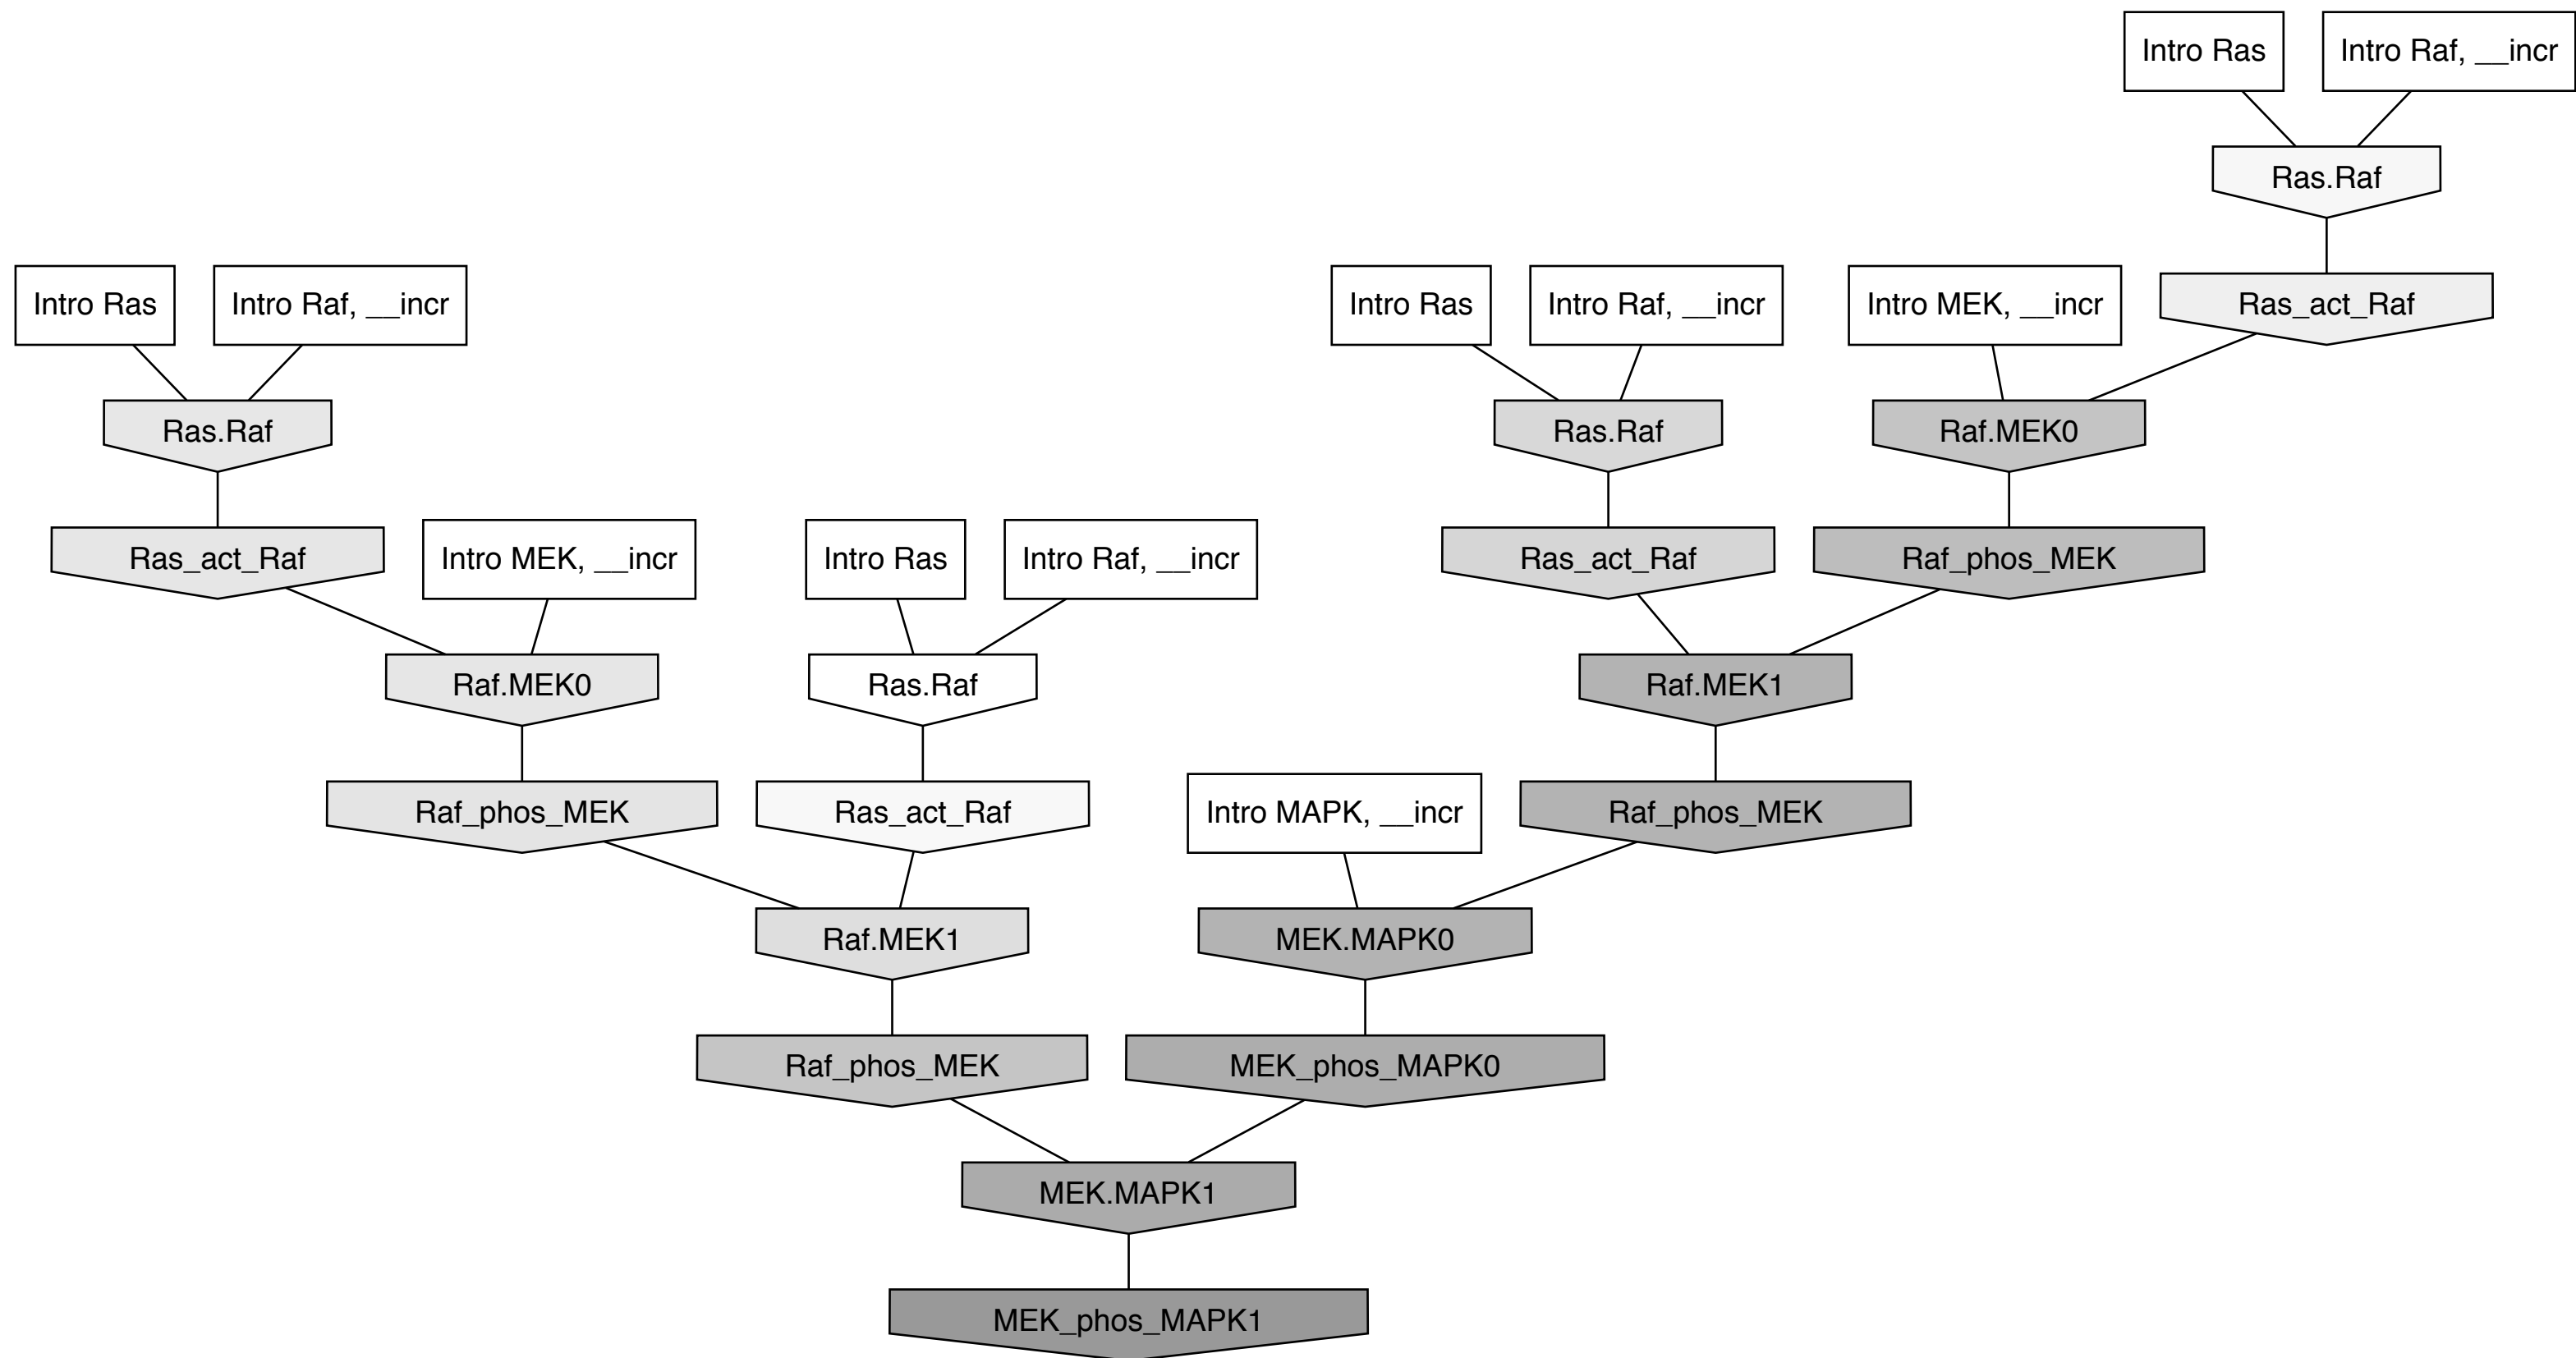 Intro Ras
Intro Raf, __incr
Ras.Raf
Intro Ras
Intro Raf, __incr
Intro Ras
Intro Raf, __incr
Intro MEK, __incr
Ras_act_Raf
Ras.Raf
Ras.Raf
Raf.MEK0
Ras_act_Raf
Intro MEK, __incr
Intro Ras
Intro Raf, __incr
Ras_act_Raf
Raf_phos_MEK
Raf.MEK0
Ras.Raf
Raf.MEK1
Raf_phos_MEK
Ras_act_Raf
Intro MAPK, __incr
Raf_phos_MEK
Raf.MEK1
MEK.MAPK0
Raf_phos_MEK
MEK_phos_MAPK0
MEK.MAPK1
MEK_phos_MAPK1